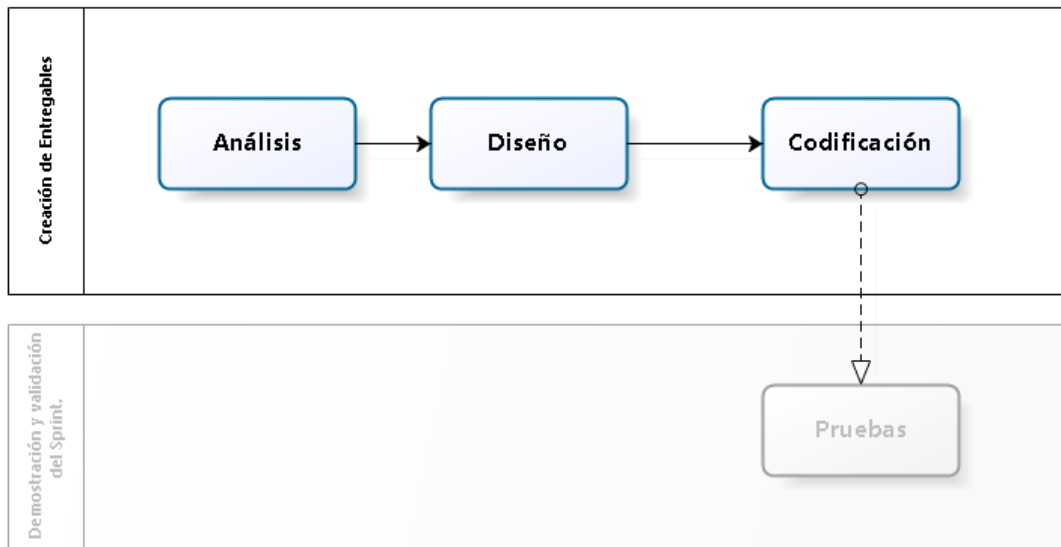 Creación de Entregables
Análisis
Diseño
Codificación
Demostración y validación
del Sprint.
Pruebas